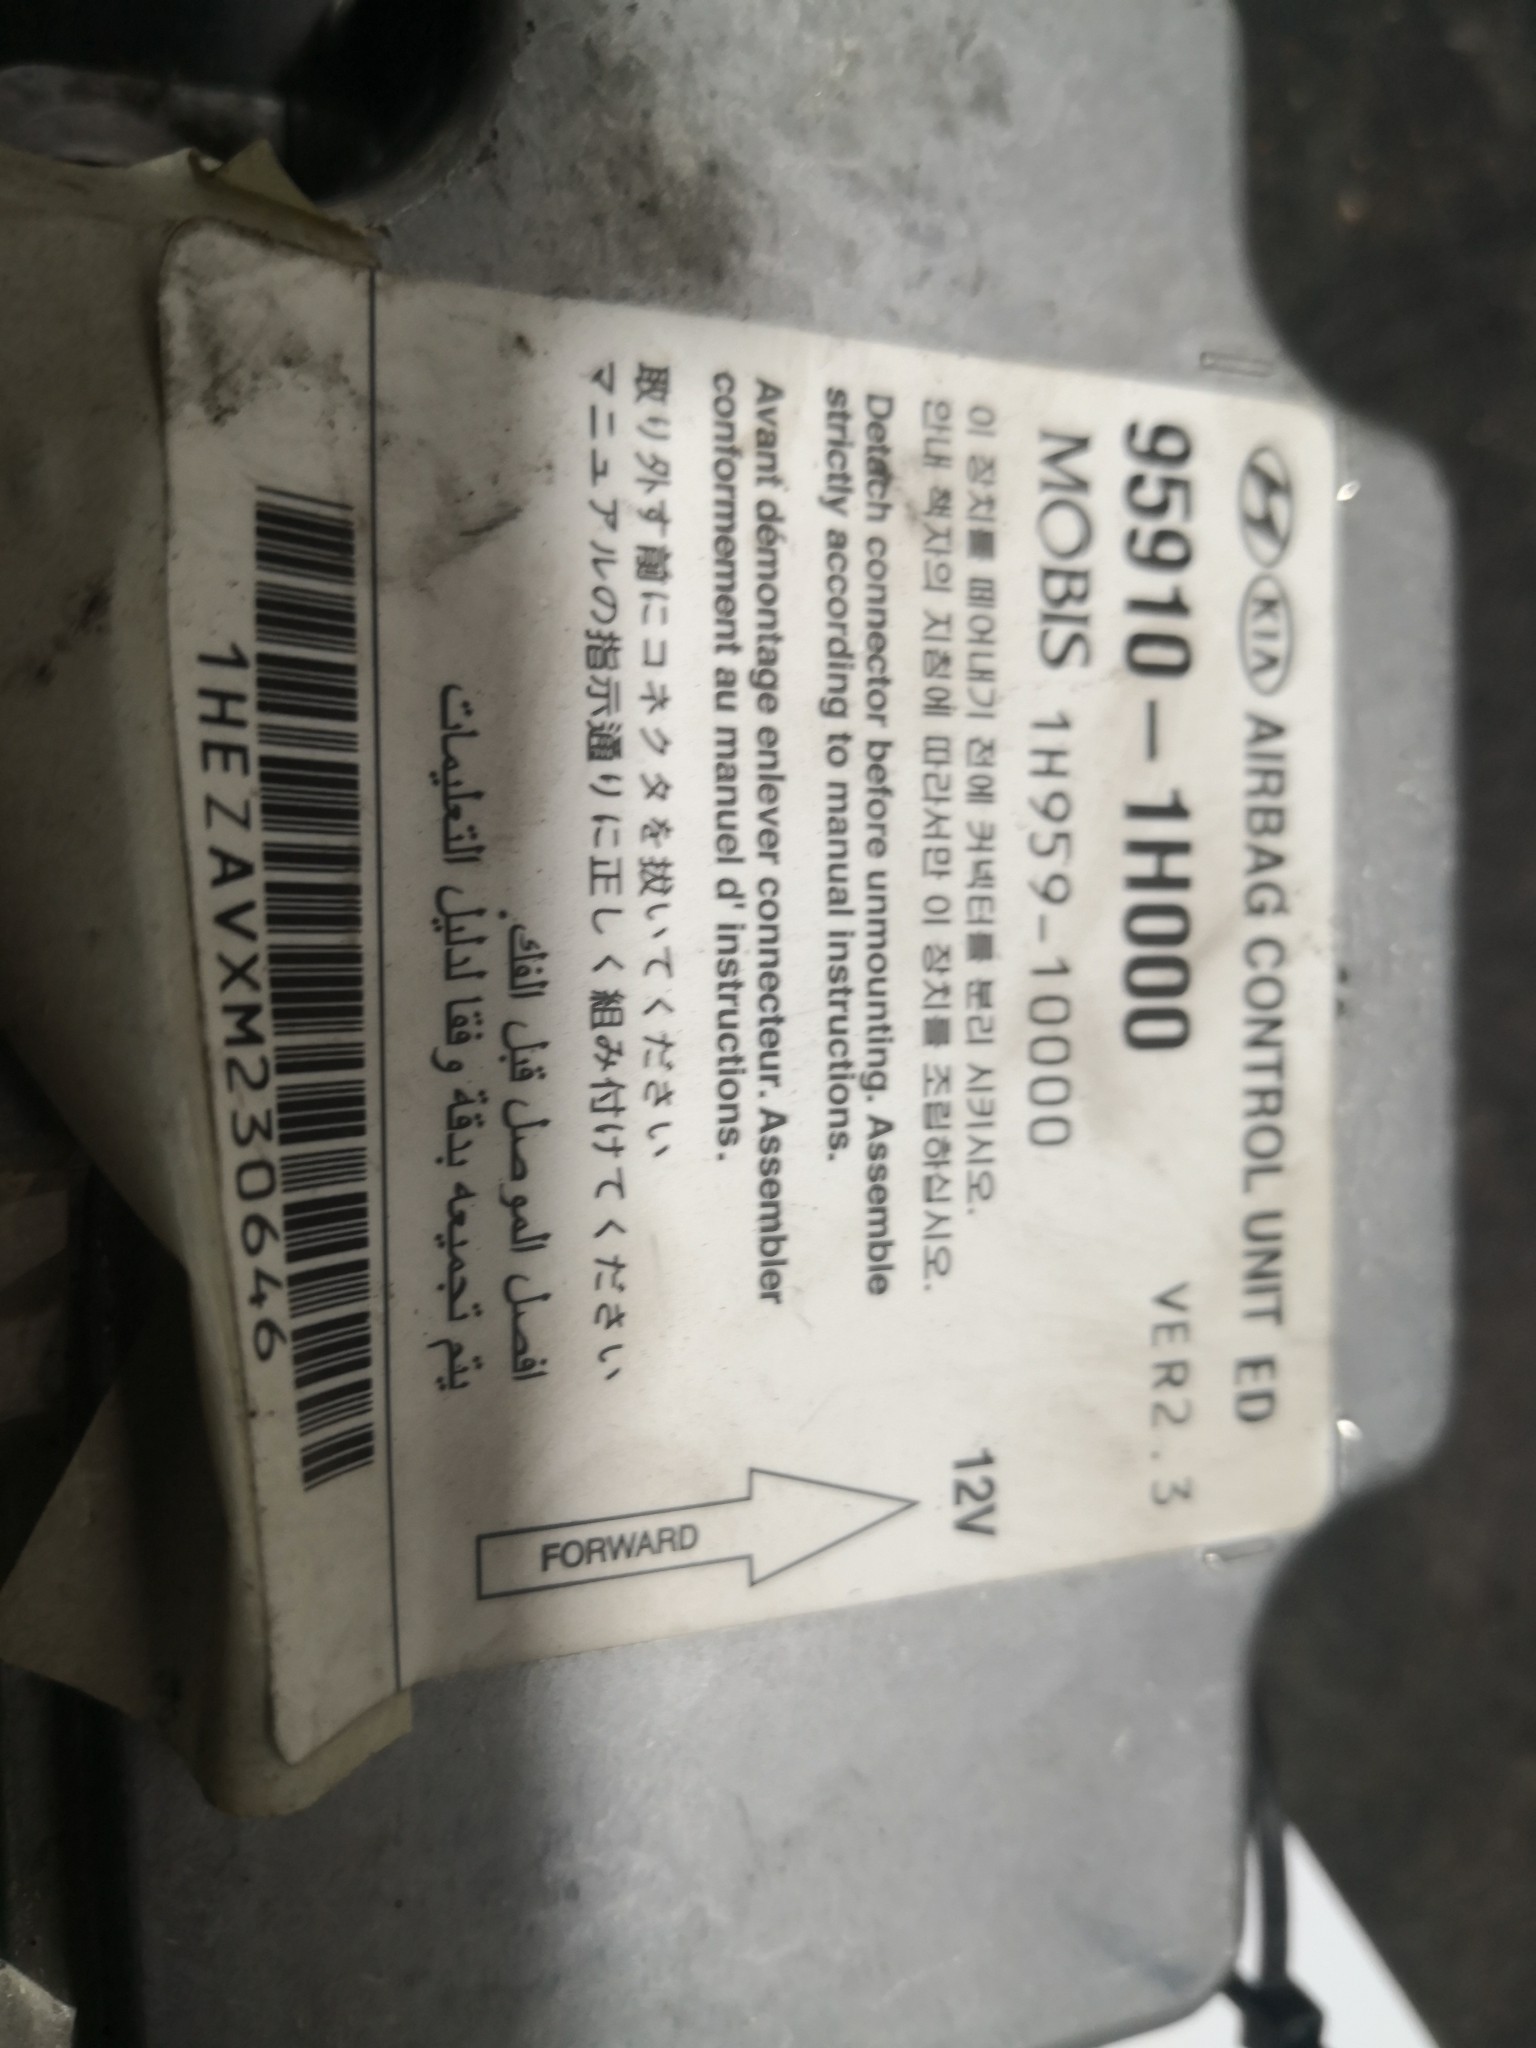 KIA AIRBAG CONTROL UNIT ED
95910-1H000 VER2.3
MOBIS 1H959-10000
이 장치를 떼어내기 전에 커넥터를 분리 시키시오.
안내 책자의 지침에 따라서만 이 장치를 조립하십시오.
12V
Detatch connector before unmounting. Assemble
strictly according to manual instructions.
Avant démontage enlever connecteur. Assembler
conformement au manuel d' instructions.
取り外す前にコネクタを抜いてください
マニュアルの指示通りに正しく組み付けてください
FORWARD
افصل الموصل قبل الفك.
يتم تجميعه بدقة وفقا لدليل التعليمات
1HEZAVXM230646